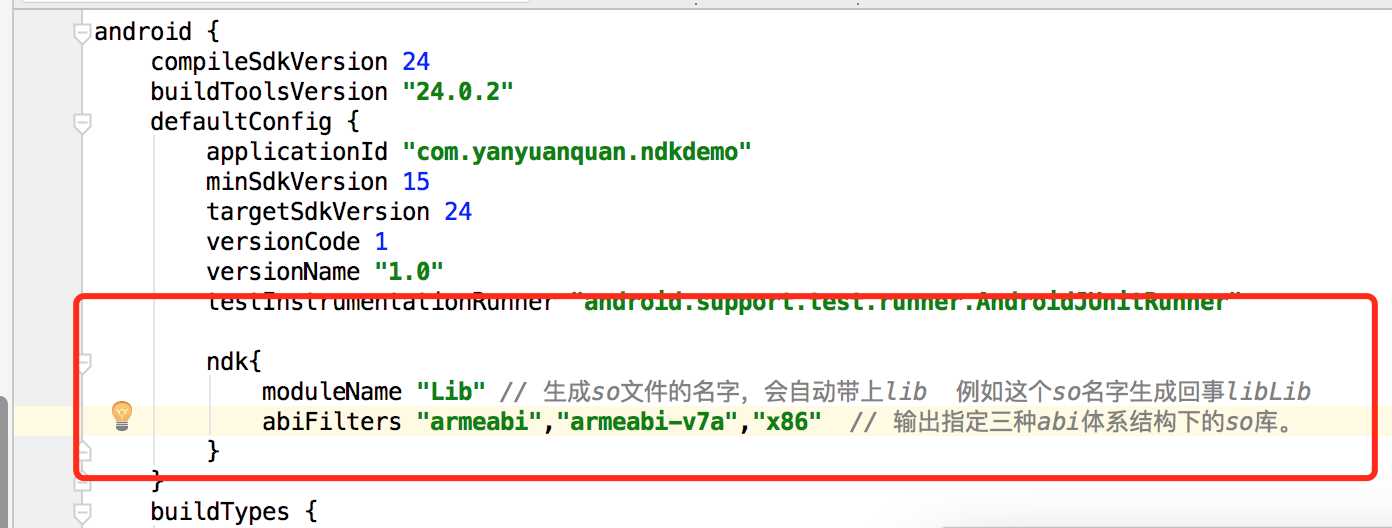 android {
compileSdkVersion 24
buildToolsVersion "24.0.2"
defaultConfig {
applicationId "com.yanyuanquan.ndkdemo"
minSdkVersion 15
targetSdkVersion 24
versionCode 1
versionName "1.0"
testInstrumentationRunner "android.support.test.runner.AndroidJUnitRunner"
ndk{
moduleName "Lib" // 生成so文件的名字，会自动带上lib  例如这个so名字生成回事libLib
abiFilters "armeabi","armeabi-v7a","x86"  // 输出指定三种abi体系结构下的so库。
}
}
buildTypes {